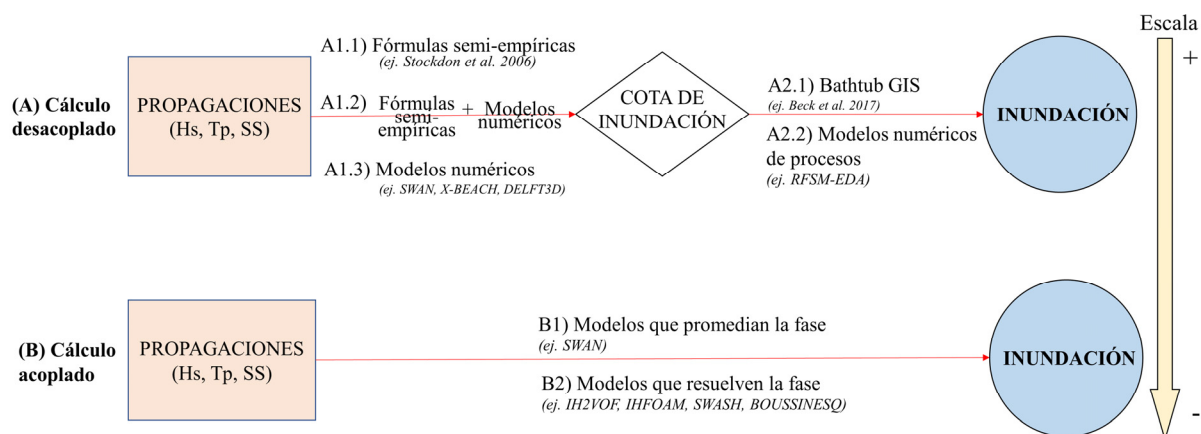 Escala
+
(A) Cálculo
desacoplado
PROPAGACIONES
(Hs, Tp, SS)
A1.1) Fórmulas semi-empíricas
(ej. Stockdon et al. 2006)
A1.2) Fórmulas
semi-
empíricas
+ Modelos
numéricos
A1.3) Modelos numéricos
(ej. SWAN, X-BEACH, DELFT3D)
COTA DE
INUNDACIÓN
A2.1) Bathtub GIS
(ej. Beck et al. 2017)
A2.2) Modelos numéricos
de procesos
(ej. RFSM-EDA)
INUNDACIÓN
(B) Cálculo
acoplado
PROPAGACIONES
(Hs, Tp, SS)
B1) Modelos que promedian la fase
(ej. SWAN)
B2) Modelos que resuelven la fase
(ej. IH2VOF, IHFOAM, SWASH, BOUSSINESQ)
INUNDACIÓN
-